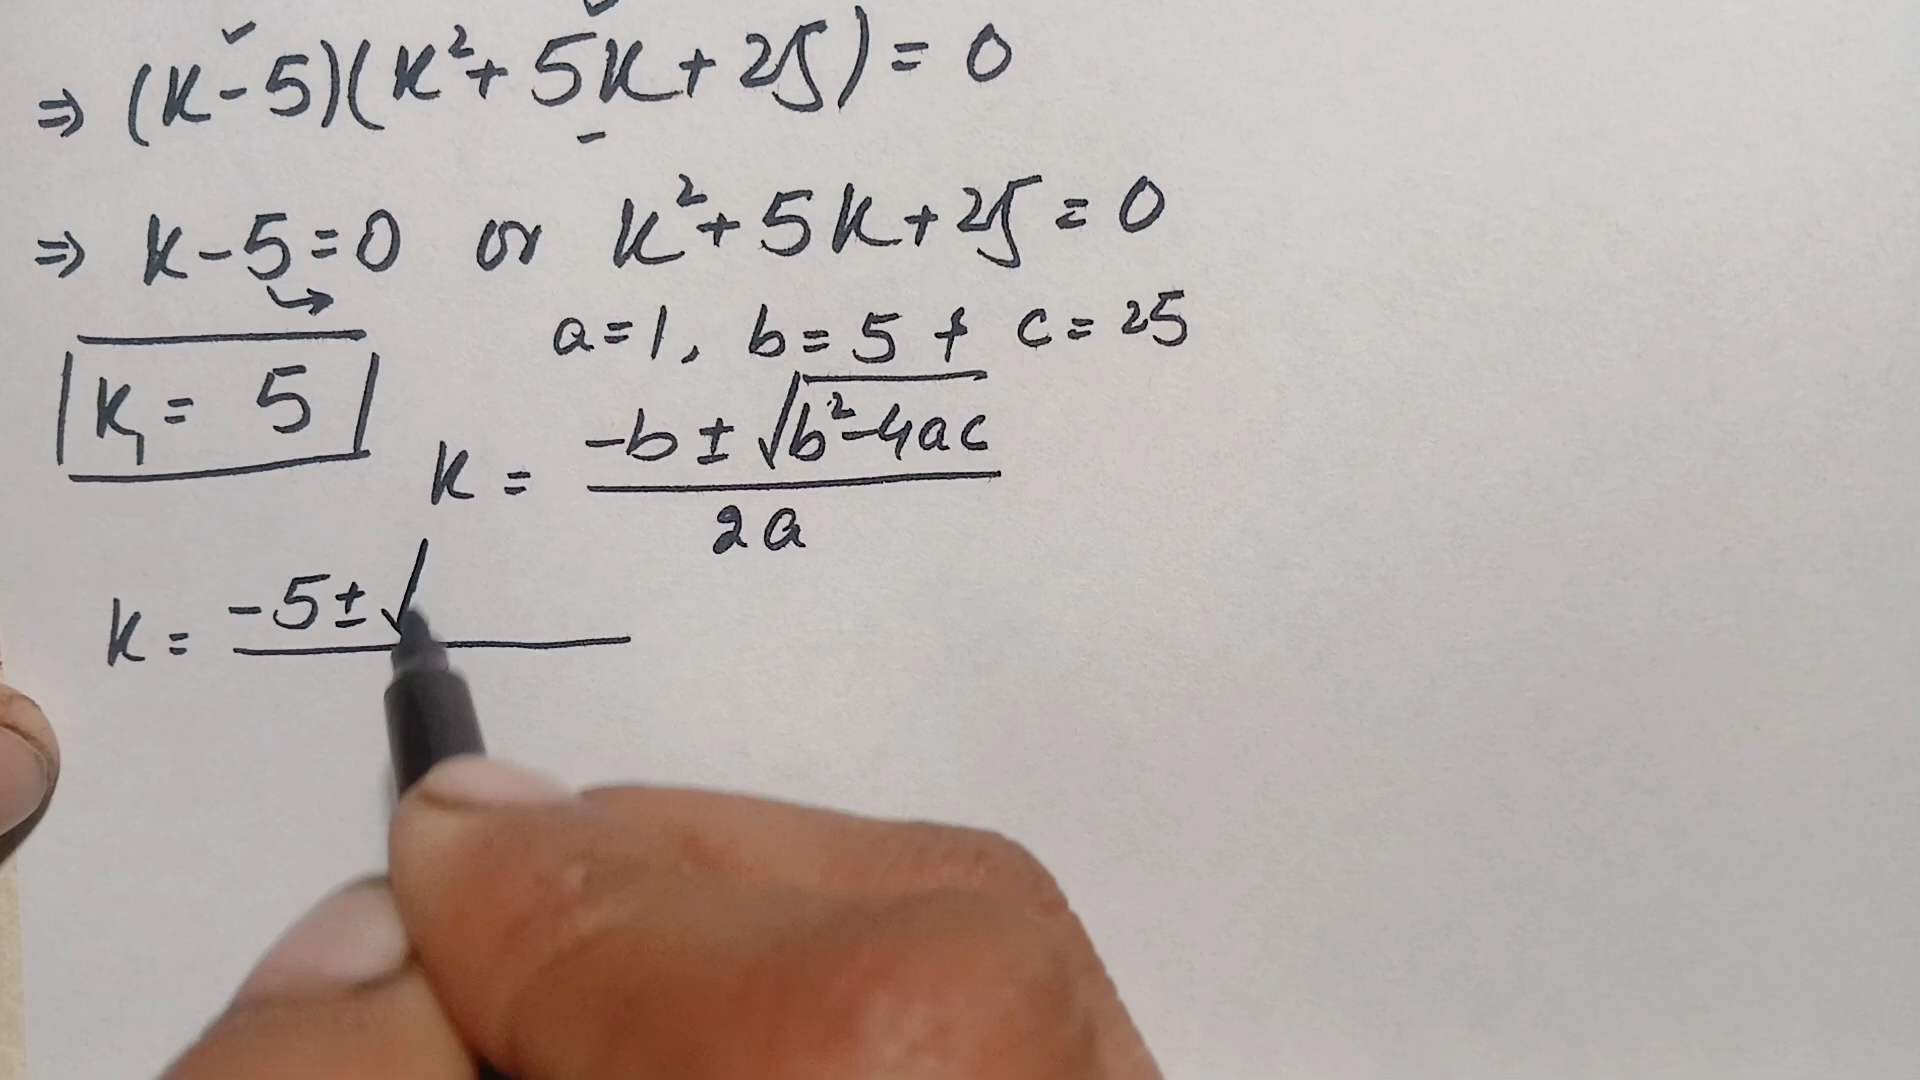 ⇒ (k-5)(k²+5k+25) = 0
⇒ k-5=0 or k²+5k+25=0
a=1, b=5 + c=25
k₁ = 5
k = (-b ± √(b²-4ac)) / 2a
k = -5 ± √